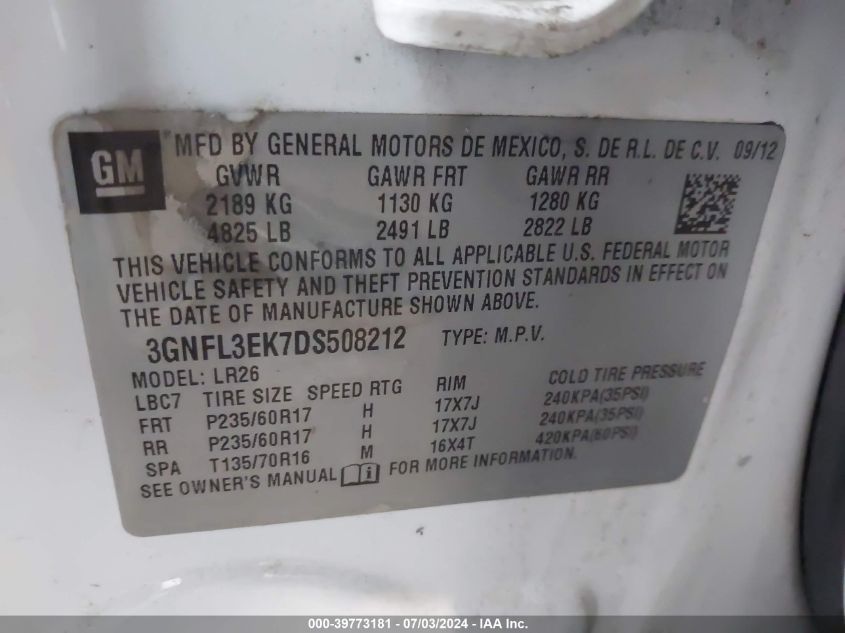 GM
MFD BY GENERAL MOTORS DE MEXICO, S. DE R.L. DE C.V. 09/12
GVWR GAWR FRT GAWR RR
2189 KG 1130 KG 1280 KG
4825 LB 2491 LB 2822 LB
THIS VEHICLE CONFORMS TO ALL APPLICABLE U.S. FEDERAL MOTOR
VEHICLE SAFETY AND THEFT PREVENTION STANDARDS IN EFFECT ON
THE DATE OF MANUFACTURE SHOWN ABOVE.
3GNFL3EK7DS508212 TYPE: M.P.V.
MODEL: LR26
LBC7 TIRE SIZE SPEED RTG RIM COLD TIRE PRESSURE
FRT P235/60R17 H 17X7J 240KPA(35PSI)
RR P235/60R17 H 17X7J 240KPA(35PSI)
SPA T135/70R16 M 16X4T 420KPA(60PSI)
SEE OWNER'S MANUAL FOR MORE INFORMATION.
000-39773181 - 07/03/2024 - IAA Inc.